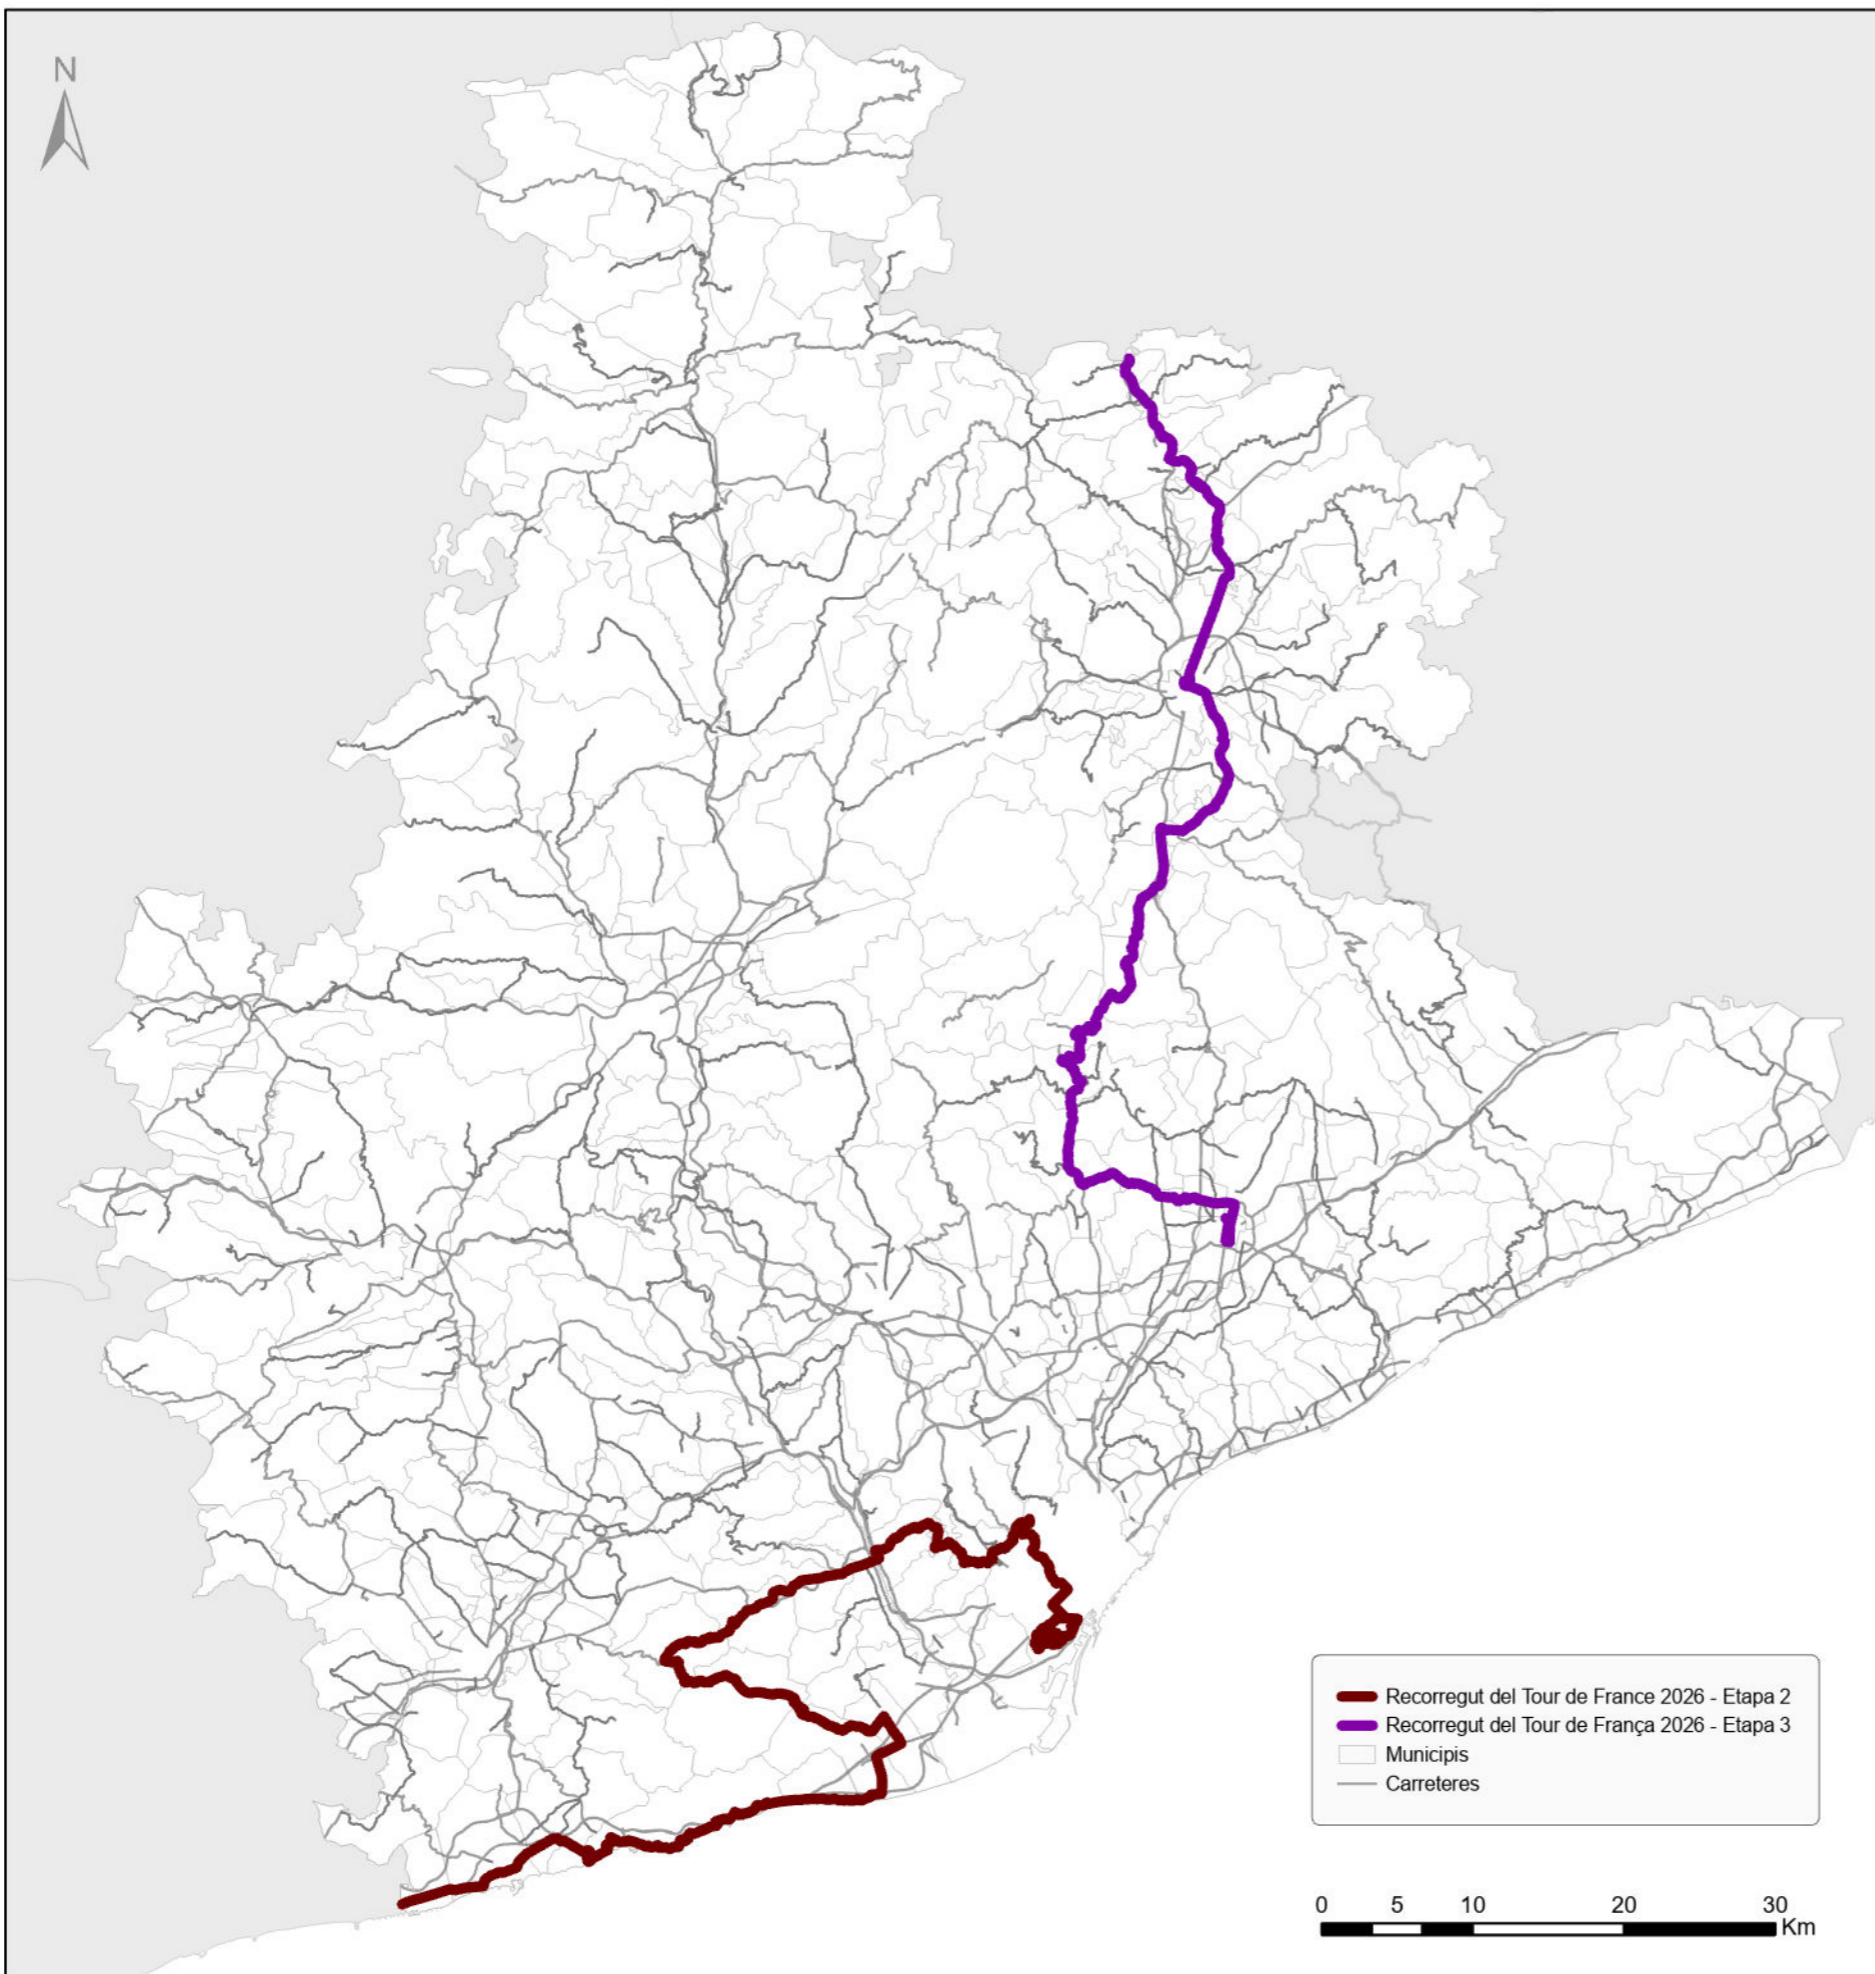 N
Recorregut del Tour de France 2026 - Etapa 2
Recorregut del Tour de França 2026 - Etapa 3
Municipis
Carreteres
0 5 10 20 30
Km